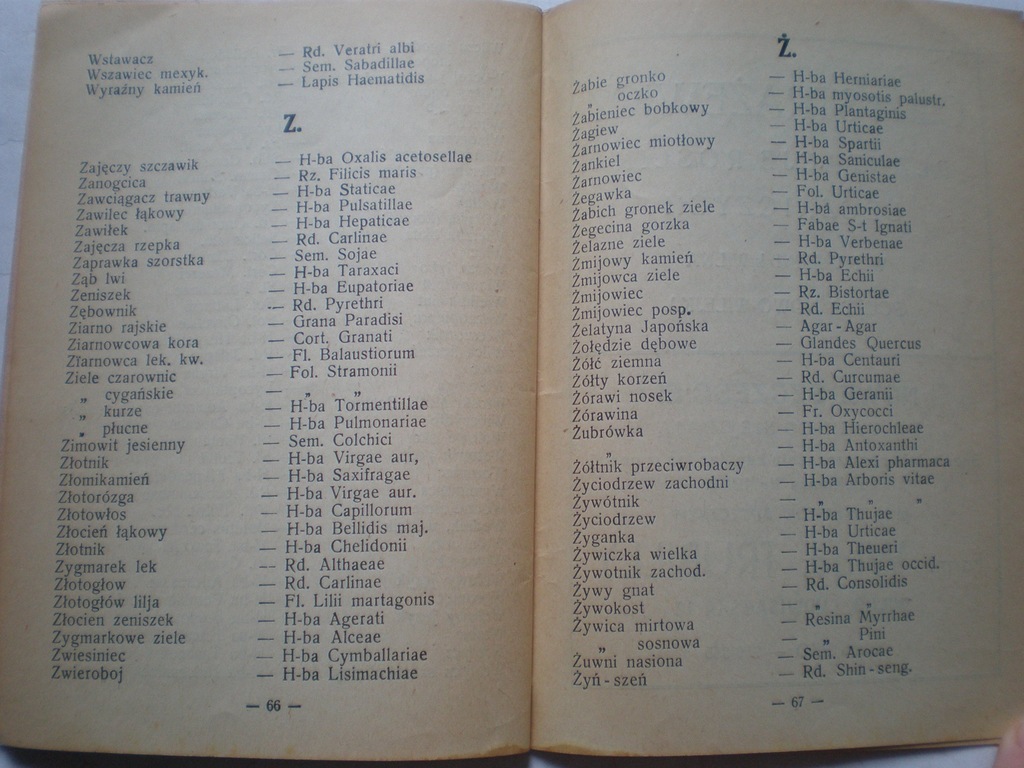 Wstawacz — Rd. Veratri albi
Wszawiec mexyk. — Sem. Sabadillae
Wyraźny kamień — Lapis Haematidis
Z.
Zajęczy szczawik — H-ba Oxalis acetosellae
Zanogcica — Rz. Filicis maris
Zawciągacz trawny — H-ba Staticae
Zawilec łąkowy — H-ba Pulsatillae
Zawiłek — H-ba Hepaticae
Zajęcza rzepka — Rd. Carlinae
Zaprawka szorstka — Sem. Sojae
Ząb lwi — H-ba Taraxaci
Zeniszek — H-ba Eupatoriae
Zębownik — Rd. Pyrethri
Ziarno rajskie — Grana Paradisi
Ziarnowcowa kora — Cort. Granati
Ziarnowca lek. kw. — Fl. Balaustiorum
Ziele czarownic — Fol. Stramonii
„ cygańskie — „ „
„ kurze — H-ba Tormentillae
„ płucne — H-ba Pulmonariae
Zimowit jesienny — Sem. Colchici
Złotnik — H-ba Virgae aur,
Złomikamień — H-ba Saxifragae
Złotorózga — H-ba Virgae aur.
Złotowłos — H-ba Capillorum
Złocień łąkowy — H-ba Bellidis maj.
Złotnik — H-ba Chelidonii
Zygmarek lek — Rd. Althaeae
Złotogłow — Rd. Carlinae
Złotogłów lilja — Fl. Lilii martagonis
Złocien zeniszek — H-ba Agerati
Zygmarkowe ziele — H-ba Alceae
Zwiesiniec — H-ba Cymballariae
Zwieroboj — H-ba Lisimachiae
— 66 —
Ż.
Żabie gronko — H-ba Herniariae
„ oczko — H-ba myosotis palustr.
Żabieniec bobkowy — H-ba Plantaginis
Żagiew — H-ba Urticae
Żarnowiec miotłowy — H-ba Spartii
Żankiel — H-ba Saniculae
Żarnowiec — H-ba Genistae
Żegawka — Fol. Urticae
Żabich gronek ziele — H-ba ambrosiae
Żegecina gorzka — Fabae S-t Ignati
Żelazne ziele — H-ba Verbenae
Żmijowy kamień — Rd. Pyrethri
Żmijowca ziele — H-ba Echii
Żmijowiec — Rz. Bistortae
Żmijowiec posp. — Rd. Echii
Żelatyna Japońska — Agar - Agar
Żołędzie dębowe — Glandes Quercus
Żółć ziemna — H-ba Centauri
Żółty korzeń — Rd. Curcumae
Żórawi nosek — H-ba Geranii
Żórawina — Fr. Oxycocci
Żubrówka — H-ba Hierochleae
„ — H-ba Antoxanthi
Żółtnik przeciwrobaczy — H-ba Alexi pharmaca
Życiodrzew zachodni — H-ba Arboris vitae
Żywótnik — „ „ „
Życiodrzew — H-ba Thujae
Żyganka — H-ba Urticae
Żywiczka wielka — H-ba Theueri
Żywotnik zachod. — H-ba Thujae occid.
Żywy gnat — Rd. Consolidis
Żywokost — „ „
Żywica mirtowa — Resina Myrrhae
„ sosnowa — „ Pini
Żuwni nasiona — Sem. Arocae
Żyń - szeń — Rd. Shin - seng.
— 67 —